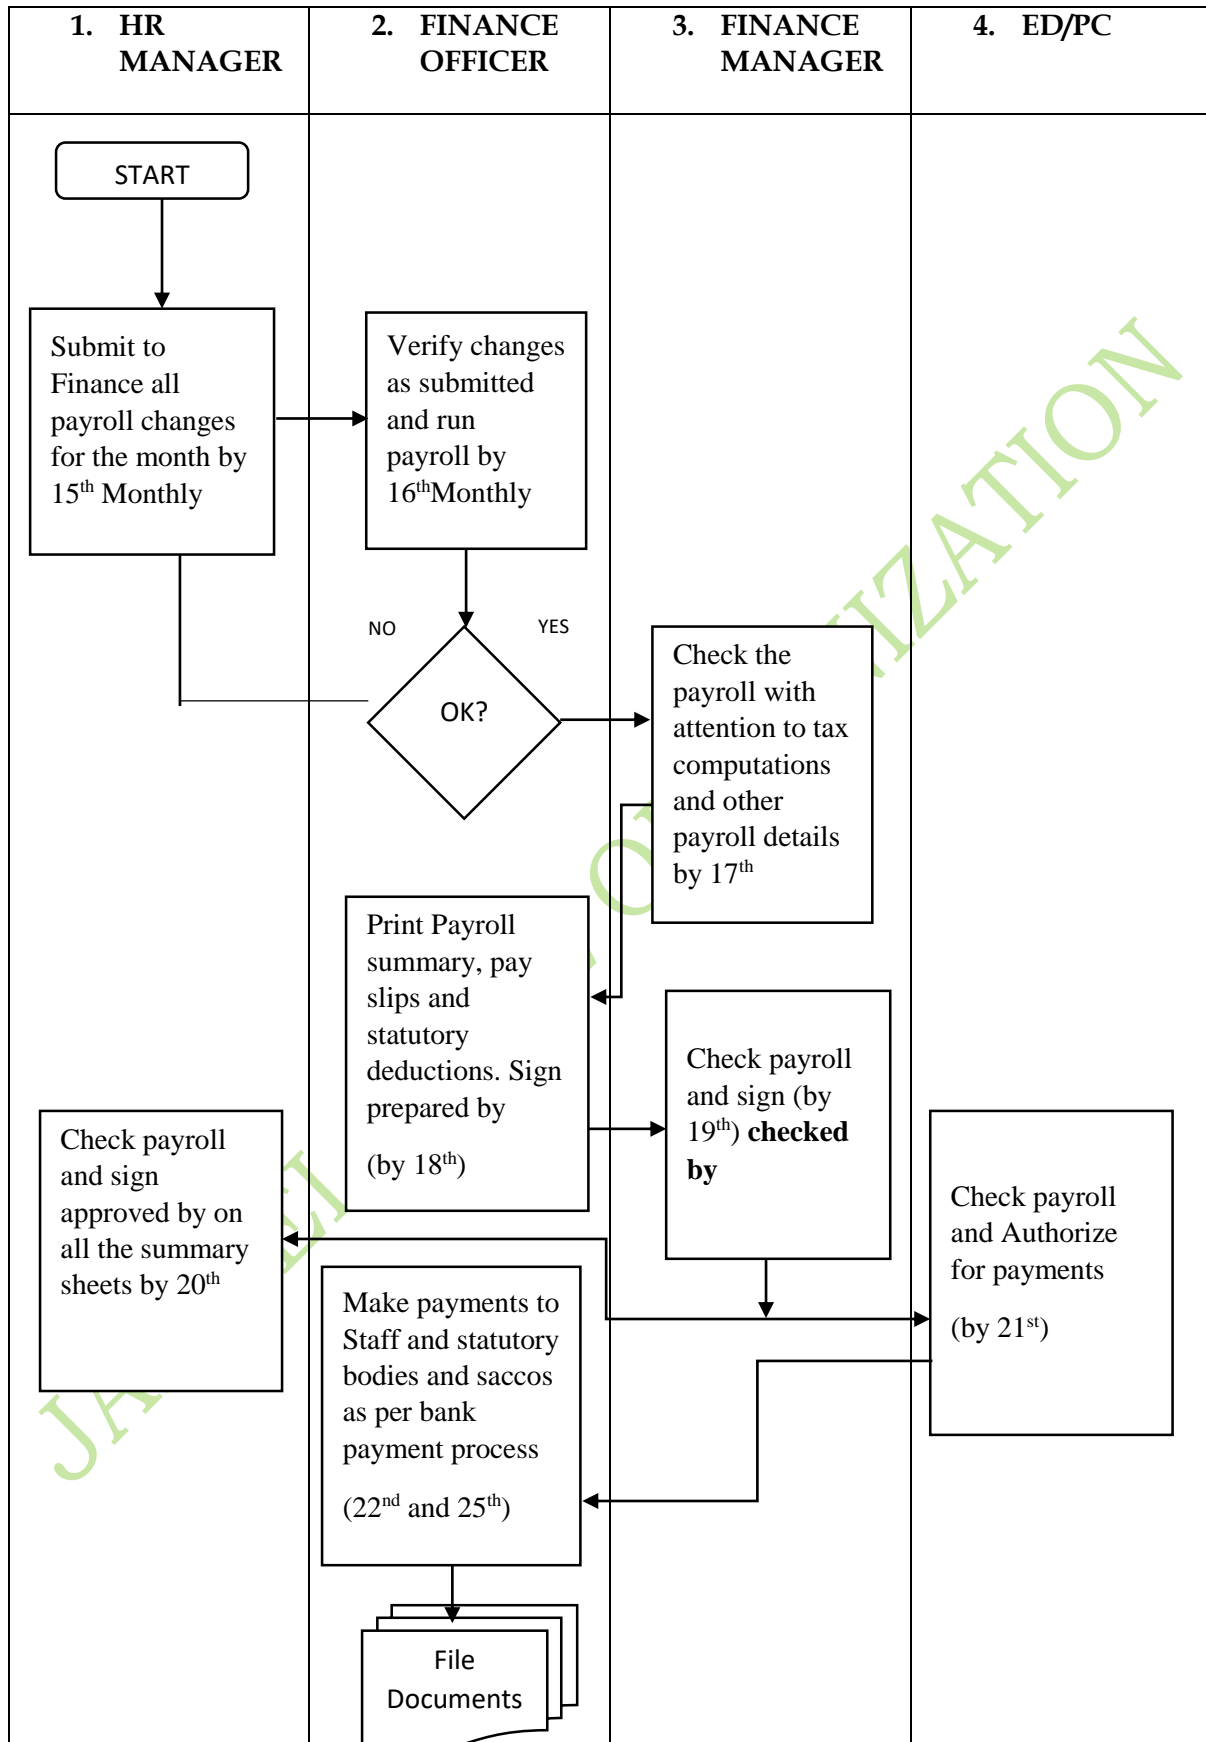 1. HR
MANAGER
2. FINANCE
OFFICER
3. FINANCE
MANAGER
4. ED/PC
START
Submit to
Finance all
payroll changes
for the month by
15th Monthly
Verify changes
as submitted
and run
payroll by
16thMonthly
NO
YES
OK?
Check the
payroll with
attention to tax
computations
and other
payroll details
by 17th
Print Payroll
summary, pay
slips and
statutory
deductions. Sign
prepared by
(by 18th)
Check payroll
and sign (by
19th) checked
by
Check payroll
and sign
approved by on
all the summary
sheets by 20th
Check payroll
and Authorize
for payments
(by 21st)
Make payments to
Staff and statutory
bodies and saccos
as per bank
payment process
(22nd and 25th)
File
Documents